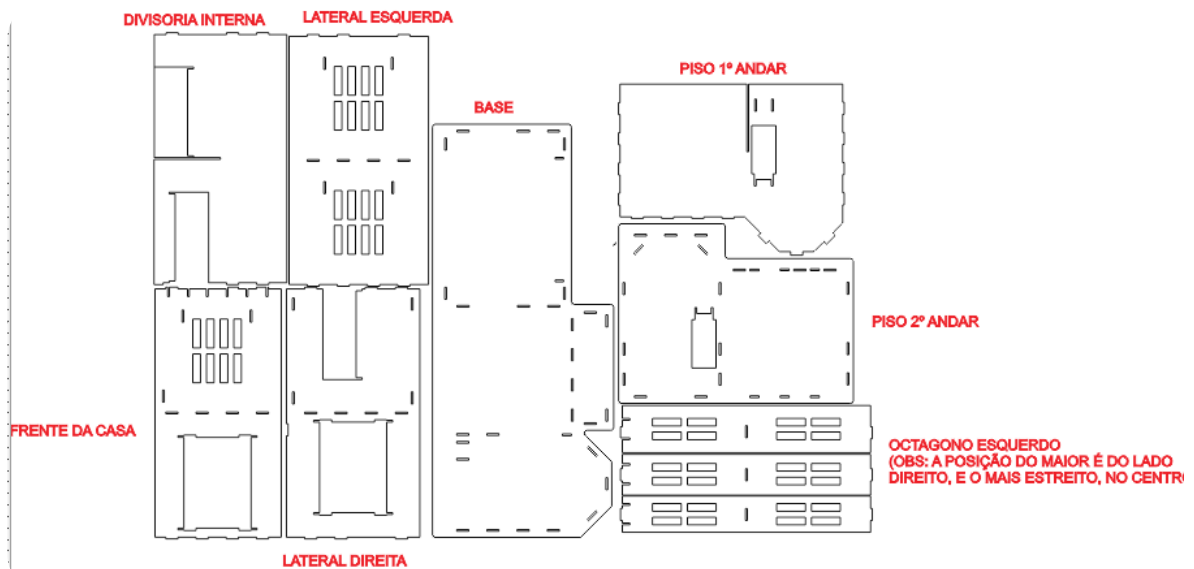 DIVISORIA INTERNA
LATERAL ESQUERDA
BASE
PISO 1º ANDAR
PISO 2º ANDAR
FRENTE DA CASA
OCTAGONO ESQUERDO
(OBS: A POSIÇÃO DO MAIOR É DO LADO
DIREITO, E O MAIS ESTREITO, NO CENTR
LATERAL DIREITA